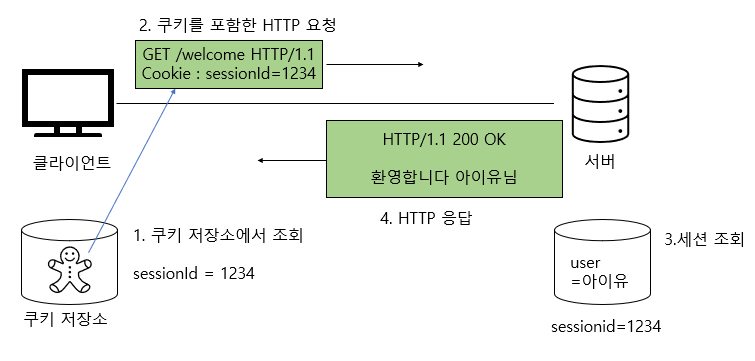 2. 쿠키를 포함한 HTTP 요청
GET /welcome HTTP/1.1
Cookie : sessionId=1234
클라이언트
서버
HTTP/1.1 200 OK
환영합니다 아이유님
4. HTTP 응답
1. 쿠키 저장소에서 조회
sessionId = 1234
쿠키 저장소
3.세션 조회
user
=아이유
sessionid=1234